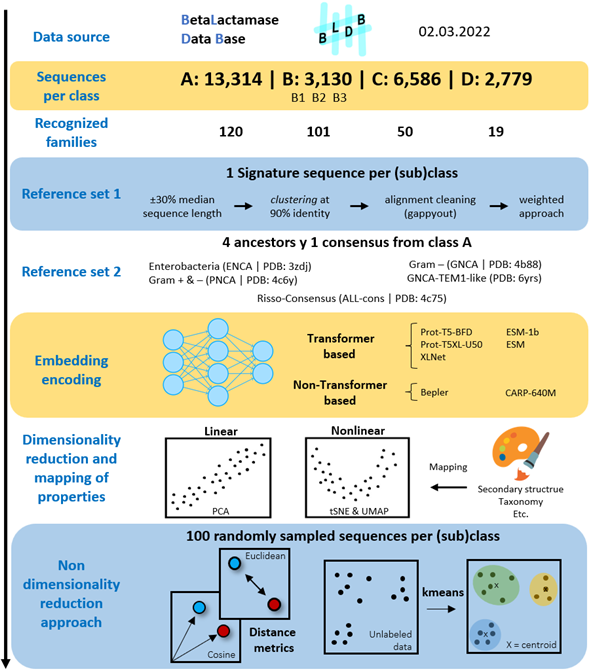 Data source
BetaLactamase
Data Base
B L D B
02.03.2022
Sequences
per class
A: 13,314 | B: 3,130 | C: 6,586 | D: 2,779
B1 B2 B3
Recognized
families
120 101 50 19
Reference set 1
1 Signature sequence per (sub)class
±30% median
sequence length
clustering at
90% identity
alignment cleaning
(gappyout)
weighted
approach
Reference set 2
4 ancestors y 1 consensus from class A
Enterobacteria (ENCA | PDB: 3zdj)
Gram + & – (PNCA | PDB: 4c6y)
Gram – (GNCA | PDB: 4b88)
GNCA-TEM1-like (PDB: 6yrs)
Risso-Consensus (ALL-cons | PDB: 4c75)
Embedding
encoding
Transformer
based
Prot-T5-BFD
Prot-T5XL-U50
XLNet
ESM-1b
ESM
Non-Transformer
based
Bepler
CARP-640M
Dimensionality
reduction and
mapping of
properties
Linear
PCA
Nonlinear
tSNE & UMAP
Mapping
Secondary structrue
Taxonomy
Etc.
Non
dimensionality
reduction
approach
100 randomly sampled sequences per (sub)class
Euclidean
Cosine
Distance
metrics
Unlabeled
data
kmeans
X
X
X
X = centroid